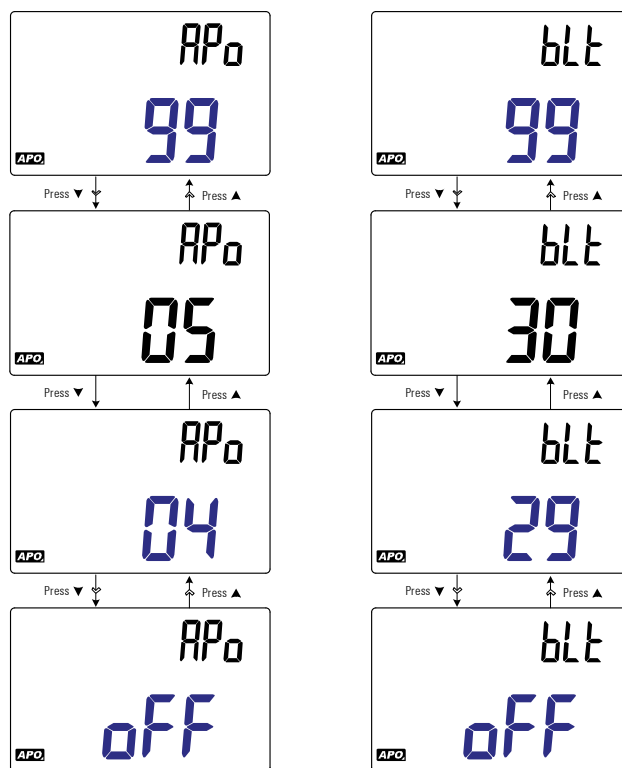 APo
99
APO
Press ▼
Press ▲
APo
05
APO
Press ▼
Press ▲
APo
04
APO
Press ▼
Press ▲
APo
oFF
APO
bLt
99
APO
Press ▼
Press ▲
bLt
30
APO
Press ▼
Press ▲
bLt
29
APO
Press ▼
Press ▲
bLt
oFF
APO